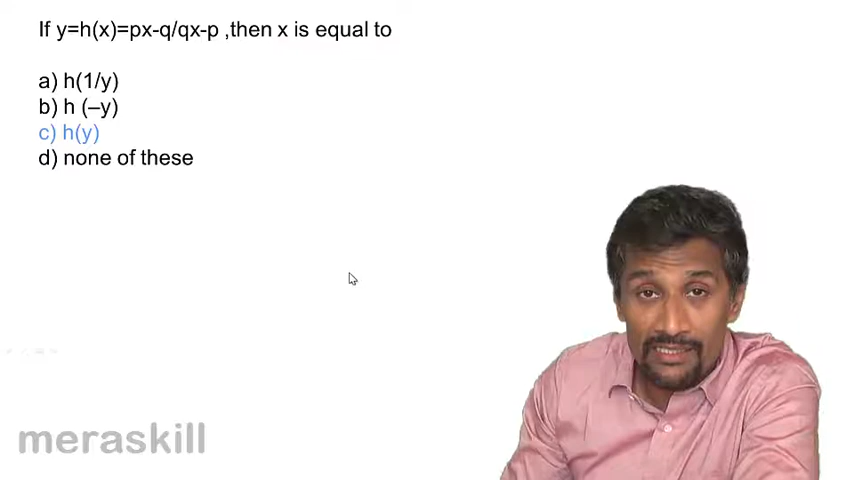 If y=h(x)=px-q/qx-p ,then x is equal to
a) h(1/y)
b) h (–y)
c) h(y)
d) none of these
meraskill